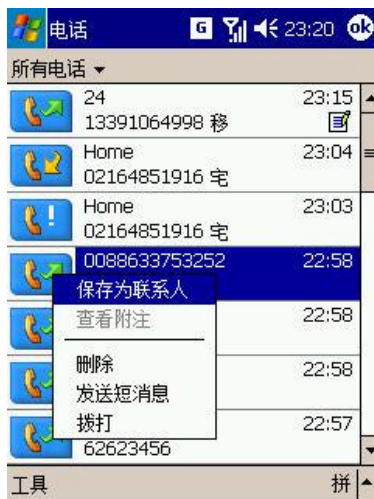 电话 G 23:20 ok
所有电话
24 23:15
13391064998 移
Home 23:04
02164851916 宅
Home 23:03
02164851916 宅
0088633753252 22:58
保存为联系人
查看附注 22:58
删除 22:58
发送短消息
拨打 22:57
62623456
工具 拼